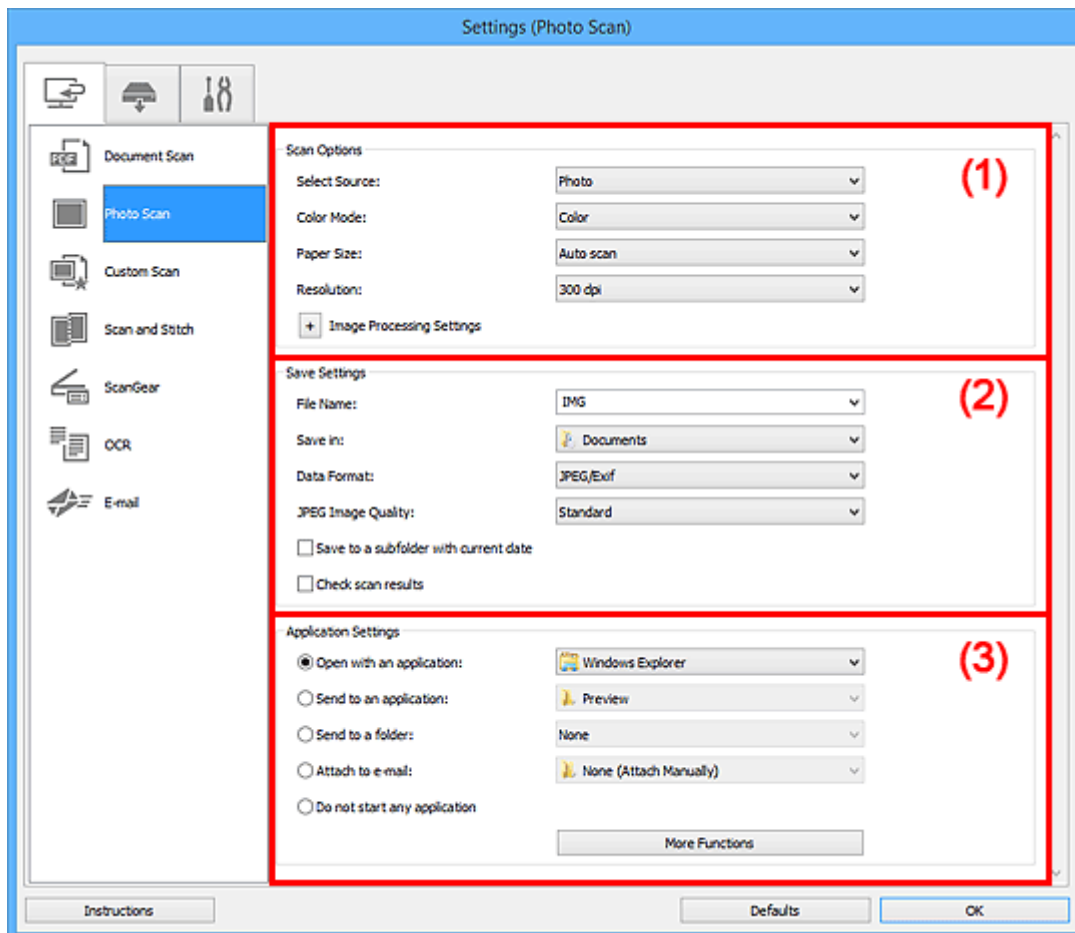 Settings (Photo Scan)
PDF
Document Scan
Photo Scan
Custom Scan
Scan and Stitch
ScanGear
OCR
E-mail
Scan Options
(1)
Select Source: Photo
Color Mode: Color
Paper Size: Auto scan
Resolution: 300 dpi
+ Image Processing Settings
Save Settings
(2)
File Name: IMG
Save in: Documents
Data Format: JPEG/Exif
JPEG Image Quality: Standard
Save to a subfolder with current date
Check scan results
Application Settings
(3)
Open with an application: Windows Explorer
Send to an application: Preview
Send to a folder: None
Attach to e-mail: None (Attach Manually)
Do not start any application
More Functions
Instructions Defaults OK